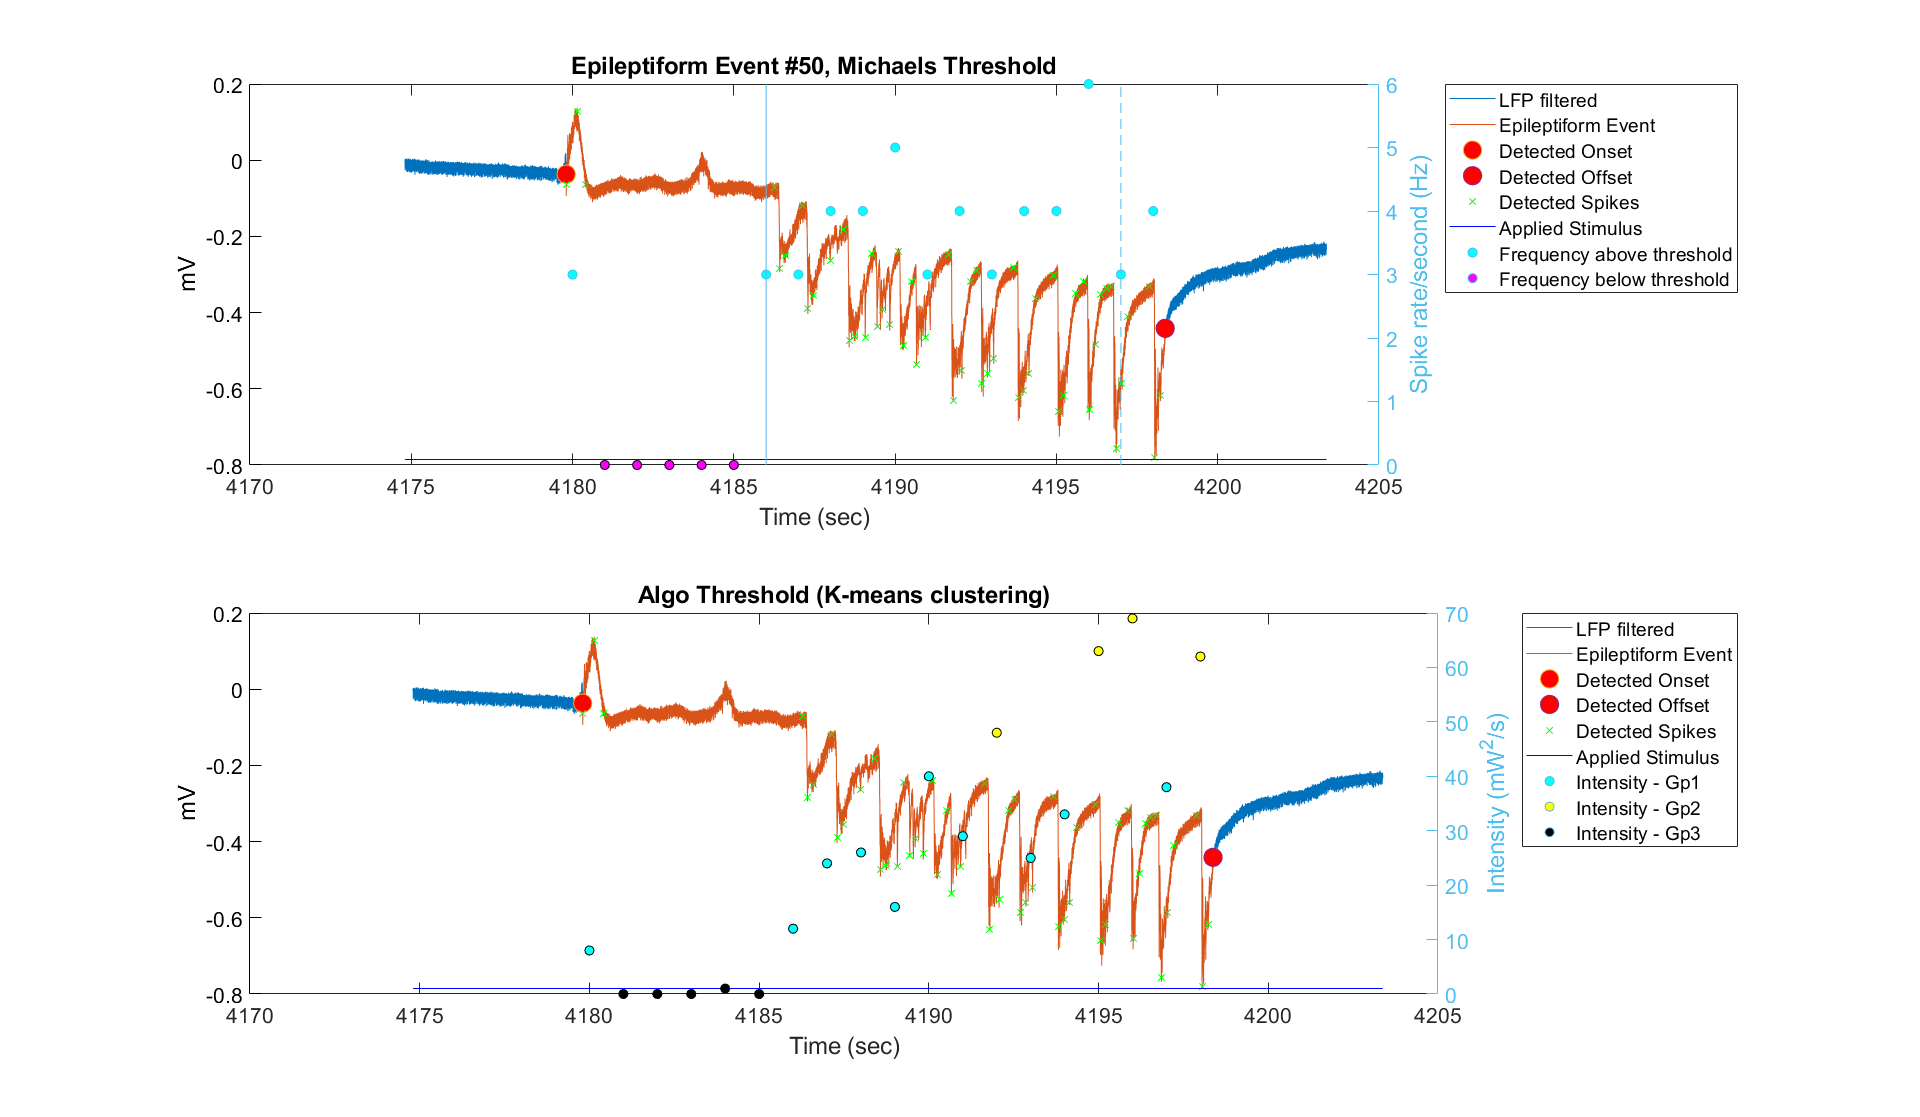 Epileptiform Event #50, Michaels Threshold
0.2
0
-0.2
-0.4
-0.6
-0.8
mV
4170
4175
4180
4185
4190
4195
4200
4205
Time (sec)
6
5
4
3
2
1
0
Spike rate/second (Hz)
LFP filtered
Epileptiform Event
Detected Onset
Detected Offset
Detected Spikes
Applied Stimulus
Frequency above threshold
Frequency below threshold
Algo Threshold (K-means clustering)
0.2
0
-0.2
-0.4
-0.6
-0.8
mV
4170
4175
4180
4185
4190
4195
4200
4205
Time (sec)
70
60
50
40
30
20
10
0
Intensity (mW²/s)
LFP filtered
Epileptiform Event
Detected Onset
Detected Offset
Detected Spikes
Applied Stimulus
Intensity - Gp1
Intensity - Gp2
Intensity - Gp3